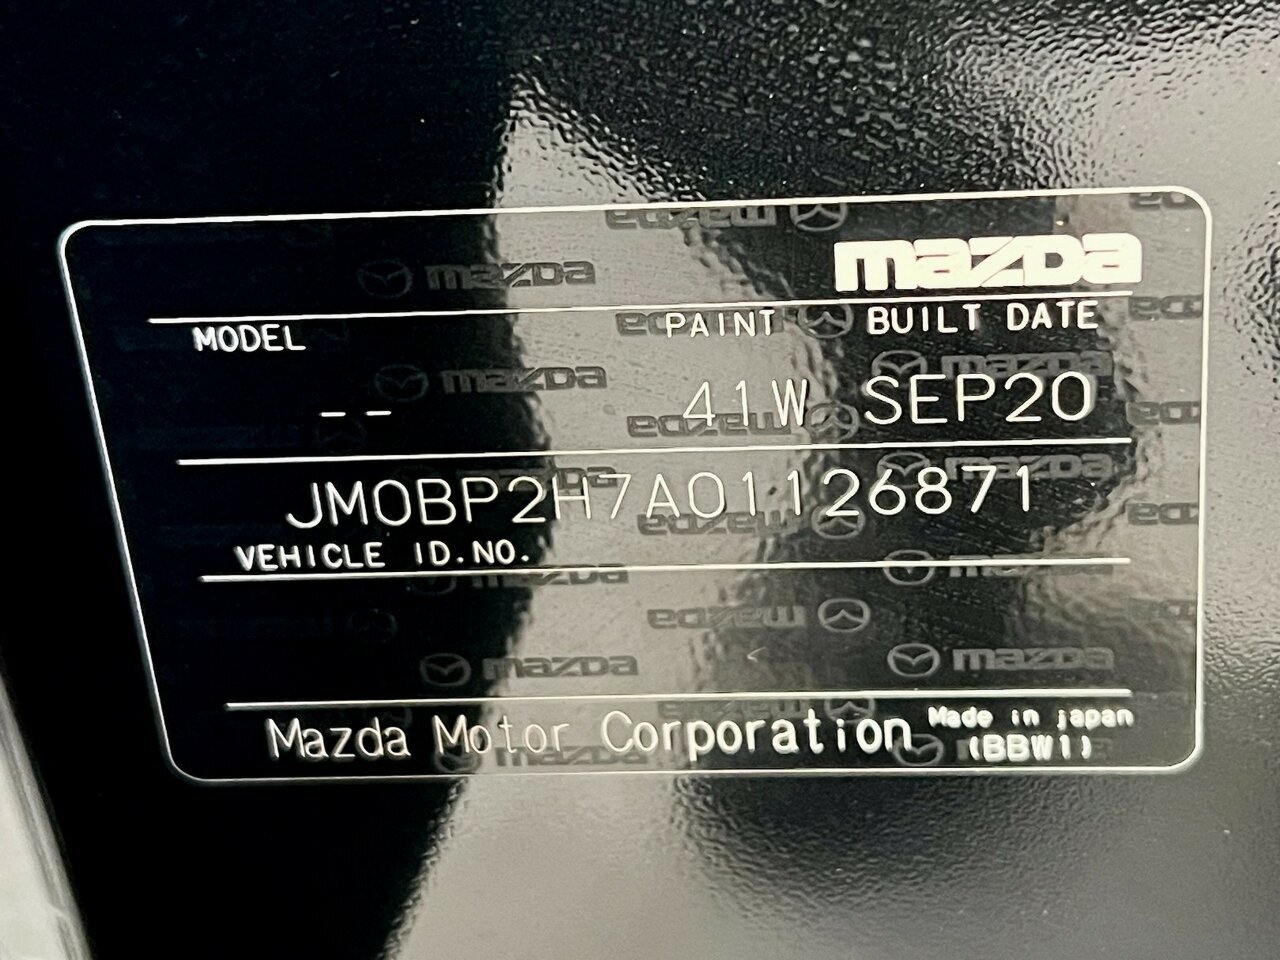 mazda
MODEL PAINT BUILT DATE
-- 41W SEP20
JM0BP2H7A01126871
VEHICLE ID.NO.
Mazda Motor Corporation Made in japan
(BBW1)